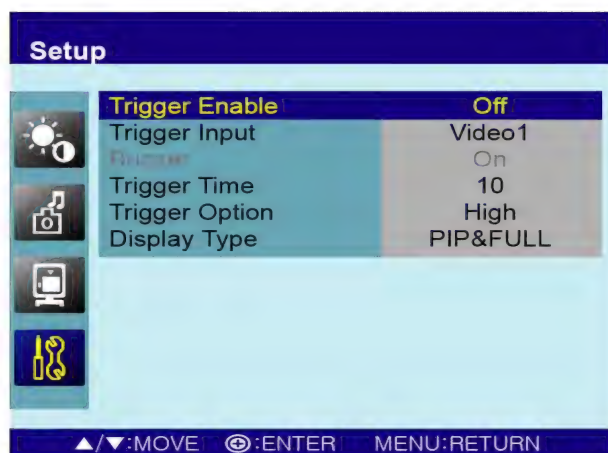 Setup
Trigger Enable Off
Trigger Input Video1
On
Trigger Time 10
Trigger Option High
Display Type PIP&FULL
▲/▼:MOVE ⊕:ENTER MENU:RETURN